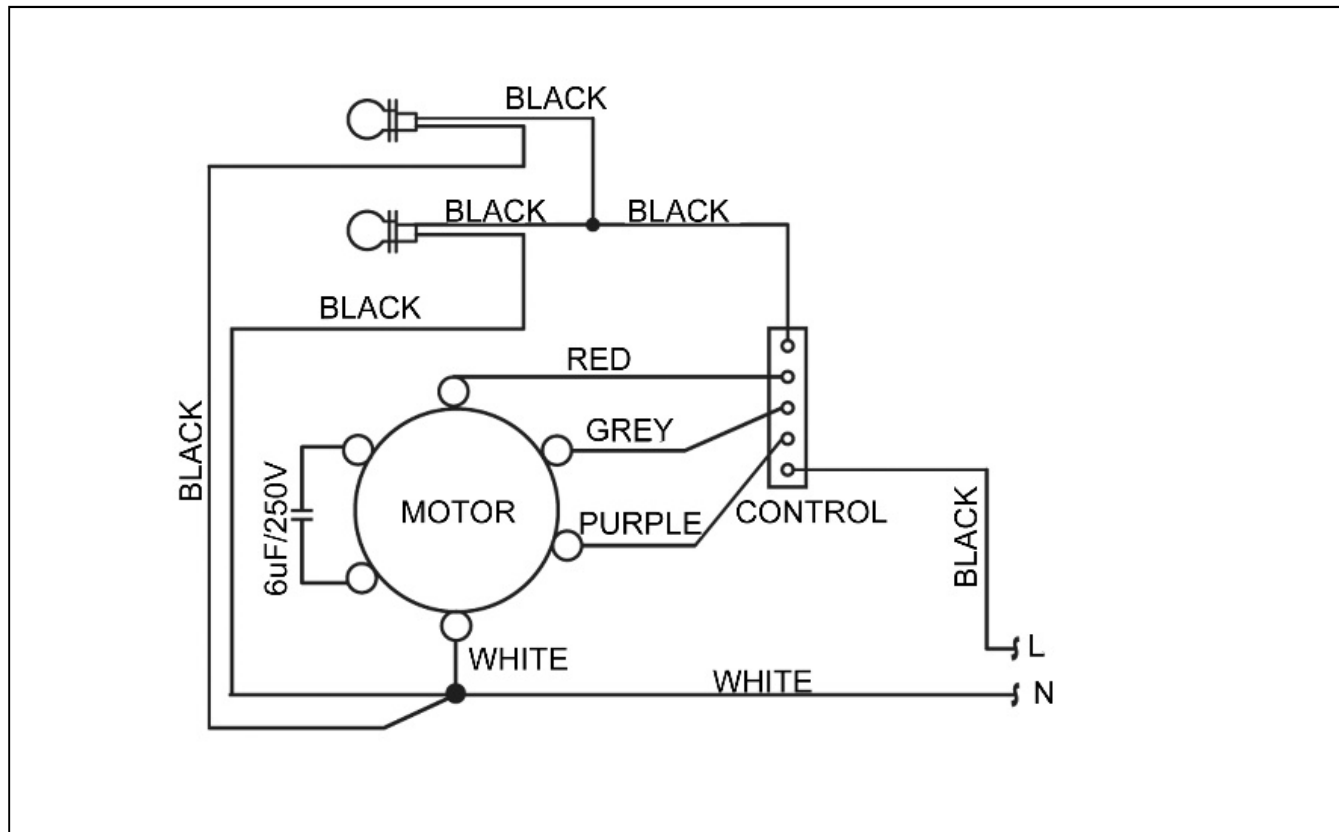 BLACK
BLACK
BLACK
BLACK
RED
GREY
BLACK
6uF/250V
MOTOR
PURPLE
CONTROL
BLACK
WHITE
L
WHITE
N